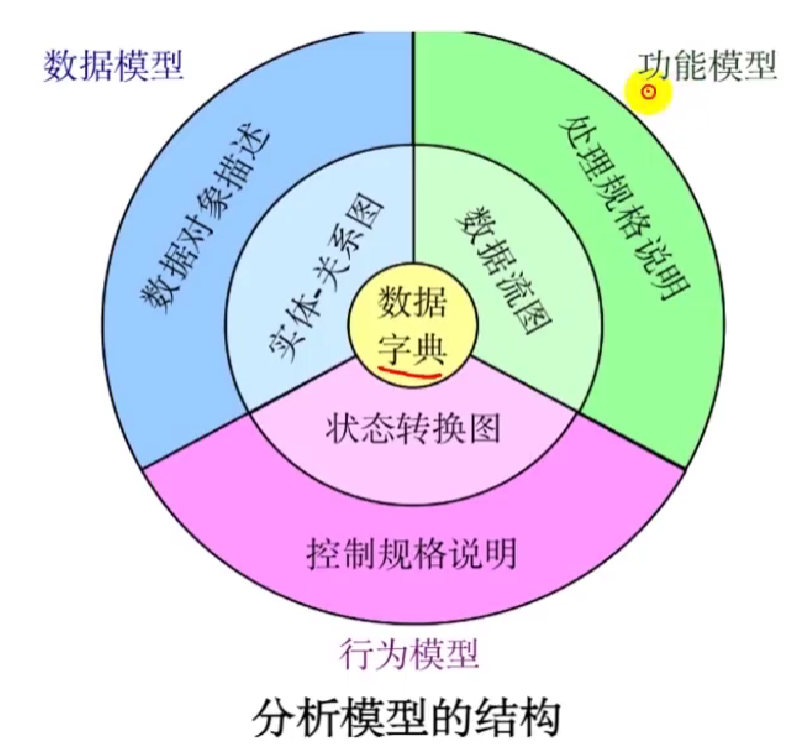 数据模型
功能模型
数据对象描述
处理规格说明
实体-关系图
数据流图
数据
字典
状态转换图
控制规格说明
行为模型
分析模型的结构